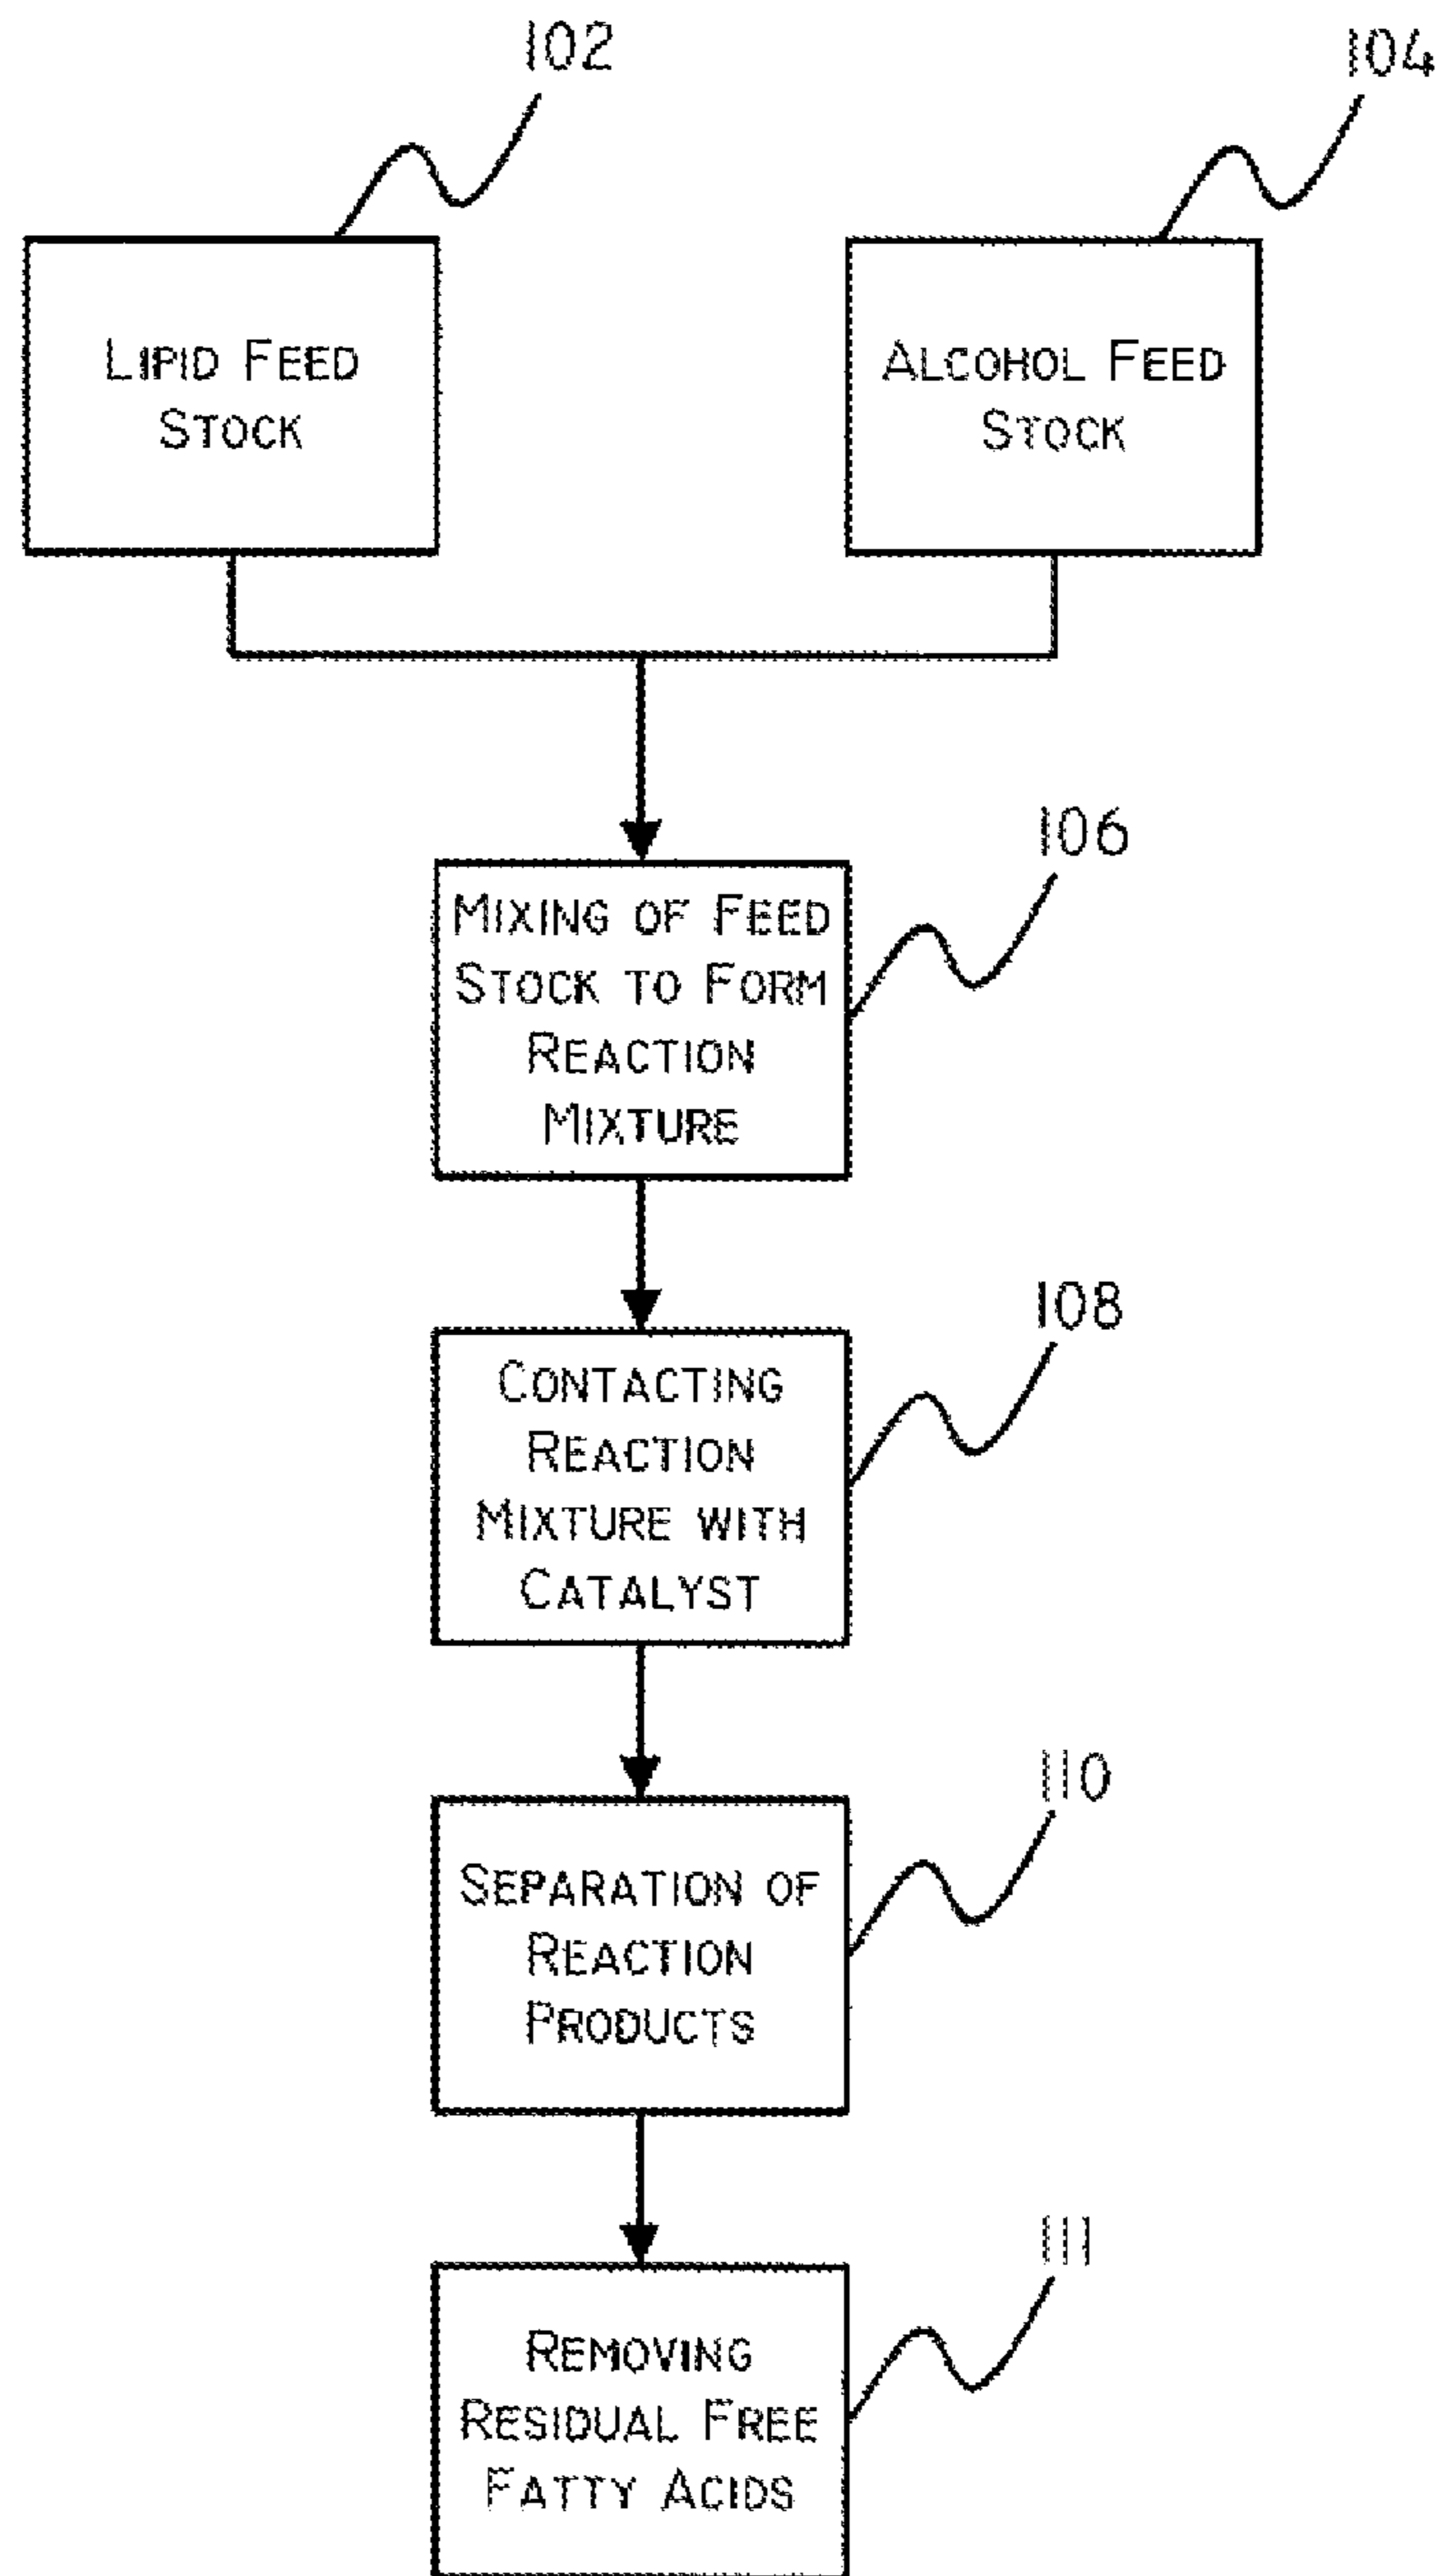 102
104
LIPID FEED
STOCK
ALCOHOL FEED
STOCK
106
MIXING OF FEED
STOCK TO FORM
REACTION
MIXTURE
108
CONTACTING
REACTION
MIXTURE WITH
CATALYST
110
SEPARATION OF
REACTION
PRODUCTS
111
REMOVING
RESIDUAL FREE
FATTY ACIDS